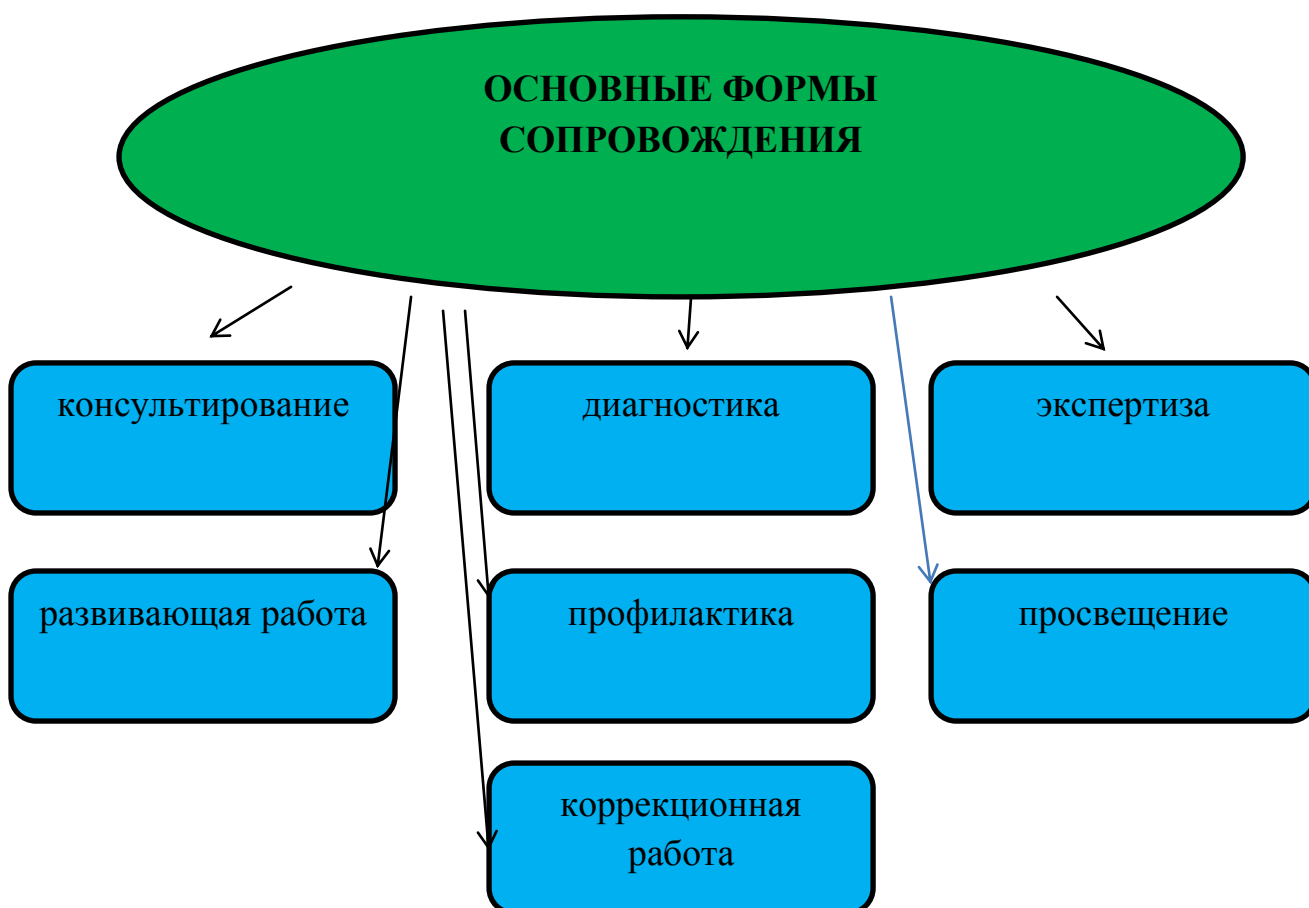 ОСНОВНЫЕ ФОРМЫ
СОПРОВОЖДЕНИЯ
консультирование
диагностика
экспертиза
развивающая работа
профилактика
просвещение
коррекционная
работа